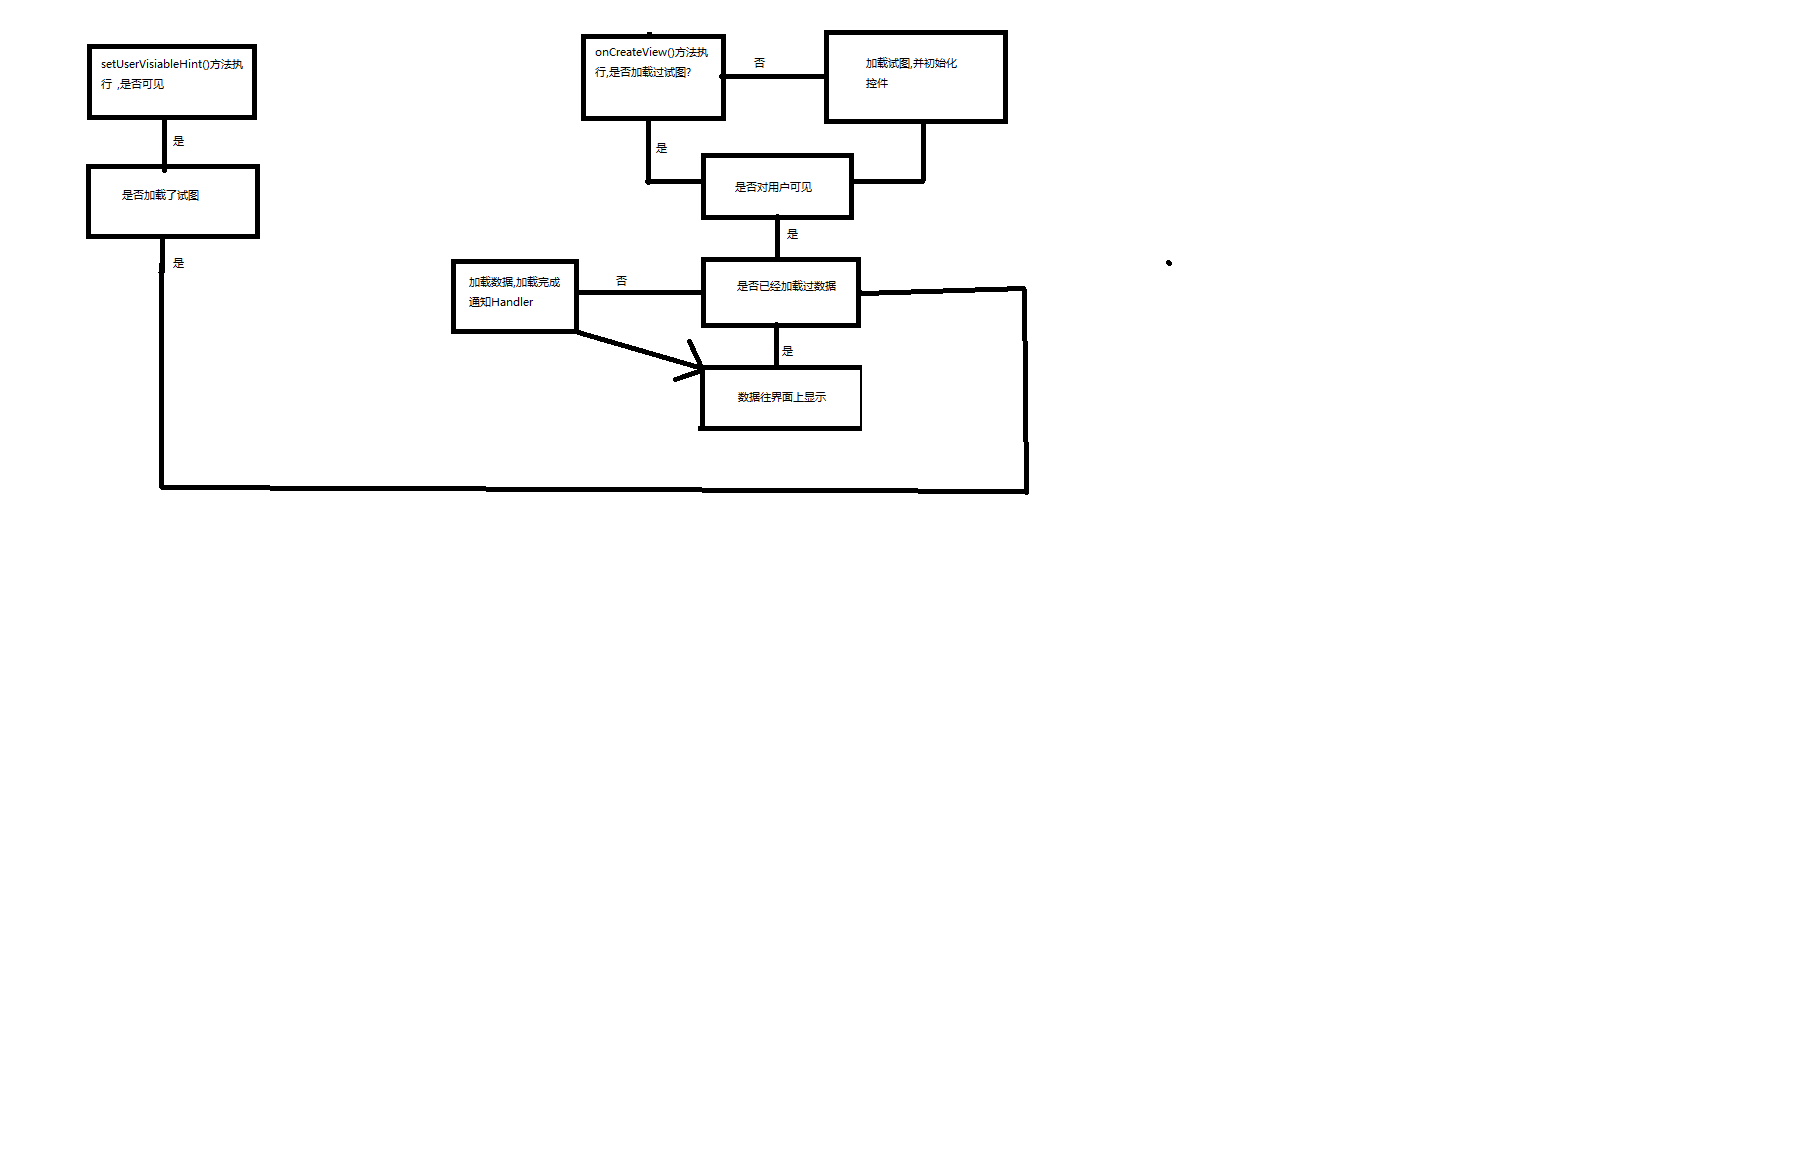 setUserVisiableHint()方法执
行 ,是否可见
是
是否加载了试图
是
onCreateView()方法执
行,是否加载过试图?
否
加载试图,并初始化
控件
是
是否对用户可见
是
是否已经加载过数据
否
加载数据,加载完成
通知Handler
是
数据往界面上显示